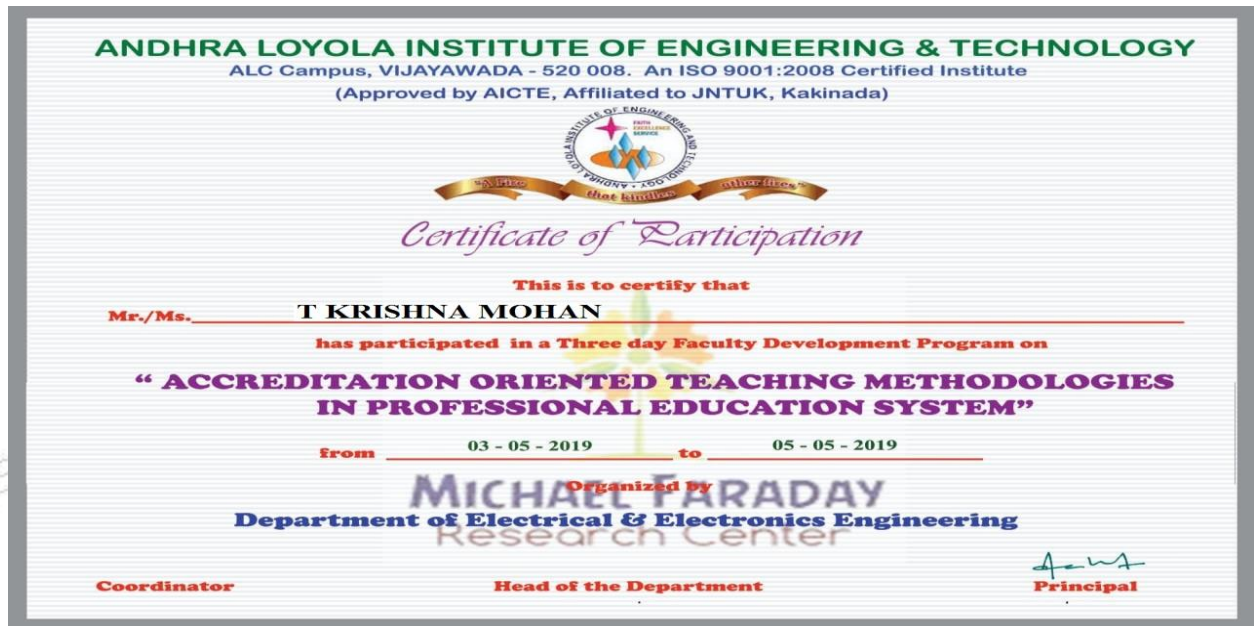 ANDHRA LOYOLA INSTITUTE OF ENGINEERING & TECHNOLOGY
ALC Campus, VIJAYAWADA - 520 008. An ISO 9001:2008 Certified Institute
(Approved by AICTE, Affiliated to JNTUK, Kakinada)
ANDHRA LOYOLA INSTITUTE OF ENGINEERING AND TECHNOLOGY
FAITH
EXCELLENCE
SERVICE
"A Fire that kindles other fires"
Certificate of Participation
This is to certify that
Mr./Ms. T KRISHNA MOHAN
has participated in a Three day Faculty Development Program on
“ ACCREDITATION ORIENTED TEACHING METHODOLOGIES
IN PROFESSIONAL EDUCATION SYSTEM”
from 03 - 05 - 2019 to 05 - 05 - 2019
Organized by
MICHAEL FARADAY
Department of Electrical & Electronics Engineering
Research Center
Coordinator Head of the Department Principal